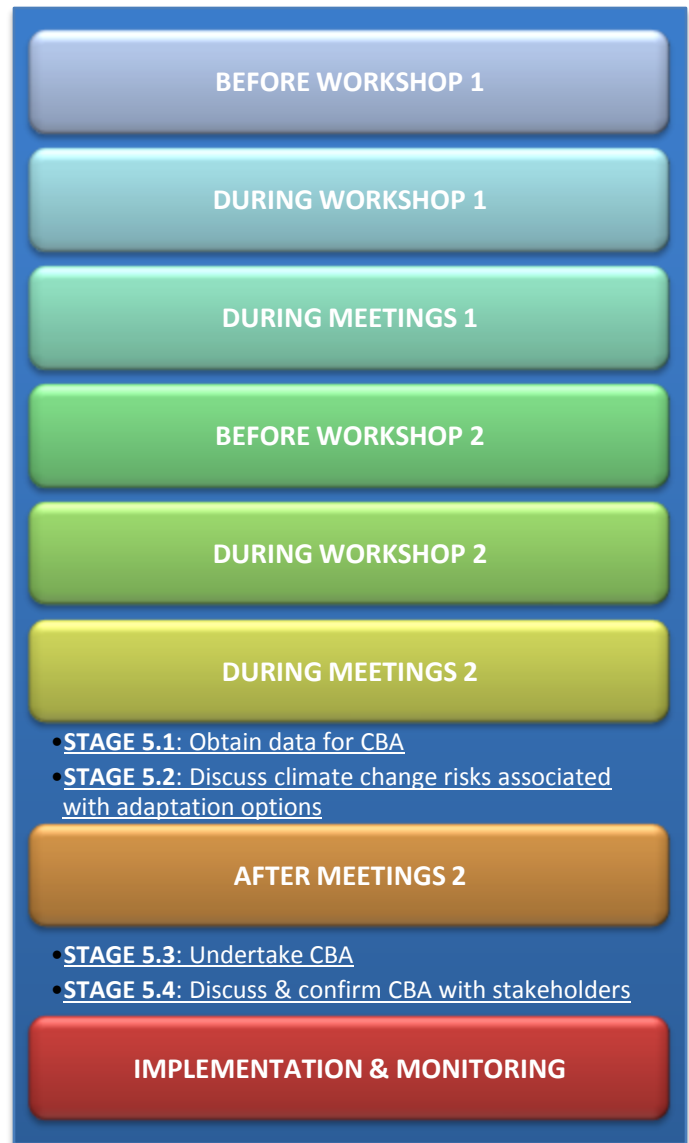 BEFORE WORKSHOP 1
DURING WORKSHOP 1
DURING MEETINGS 1
BEFORE WORKSHOP 2
DURING WORKSHOP 2
DURING MEETINGS 2
•STAGE 5.1: Obtain data for CBA
•STAGE 5.2: Discuss climate change risks associated
with adaptation options
AFTER MEETINGS 2
•STAGE 5.3: Undertake CBA
•STAGE 5.4: Discuss & confirm CBA with stakeholders
IMPLEMENTATION & MONITORING